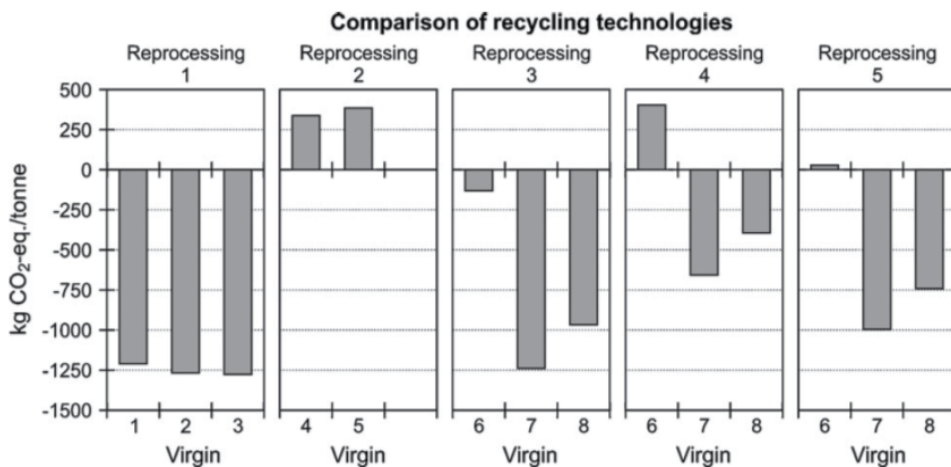 Comparison of recycling technologies
Reprocessing Reprocessing Reprocessing Reprocessing Reprocessing
1 2 3 4 5
500
250
0
-250
-500
-750
-1000
-1250
-1500
kg CO₂-eq./tonne
1 2 3 4 5 6 7 8 6 7 8 6 7 8
Virgin Virgin Virgin Virgin Virgin